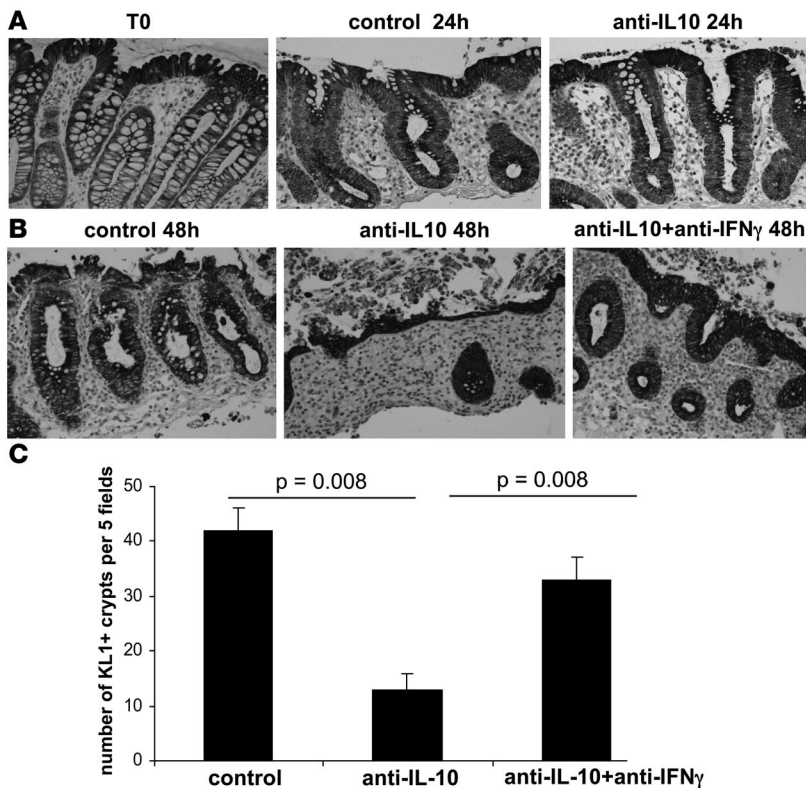 A
T0 control 24h anti-IL10 24h
B
control 48h anti-IL10 48h anti-IL10+anti-IFNγ 48h
C
p = 0.008 p = 0.008
number of KL1+ crypts per 5 fields
50
40
30
20
10
0
control anti-IL-10 anti-IL-10+anti-IFNγ